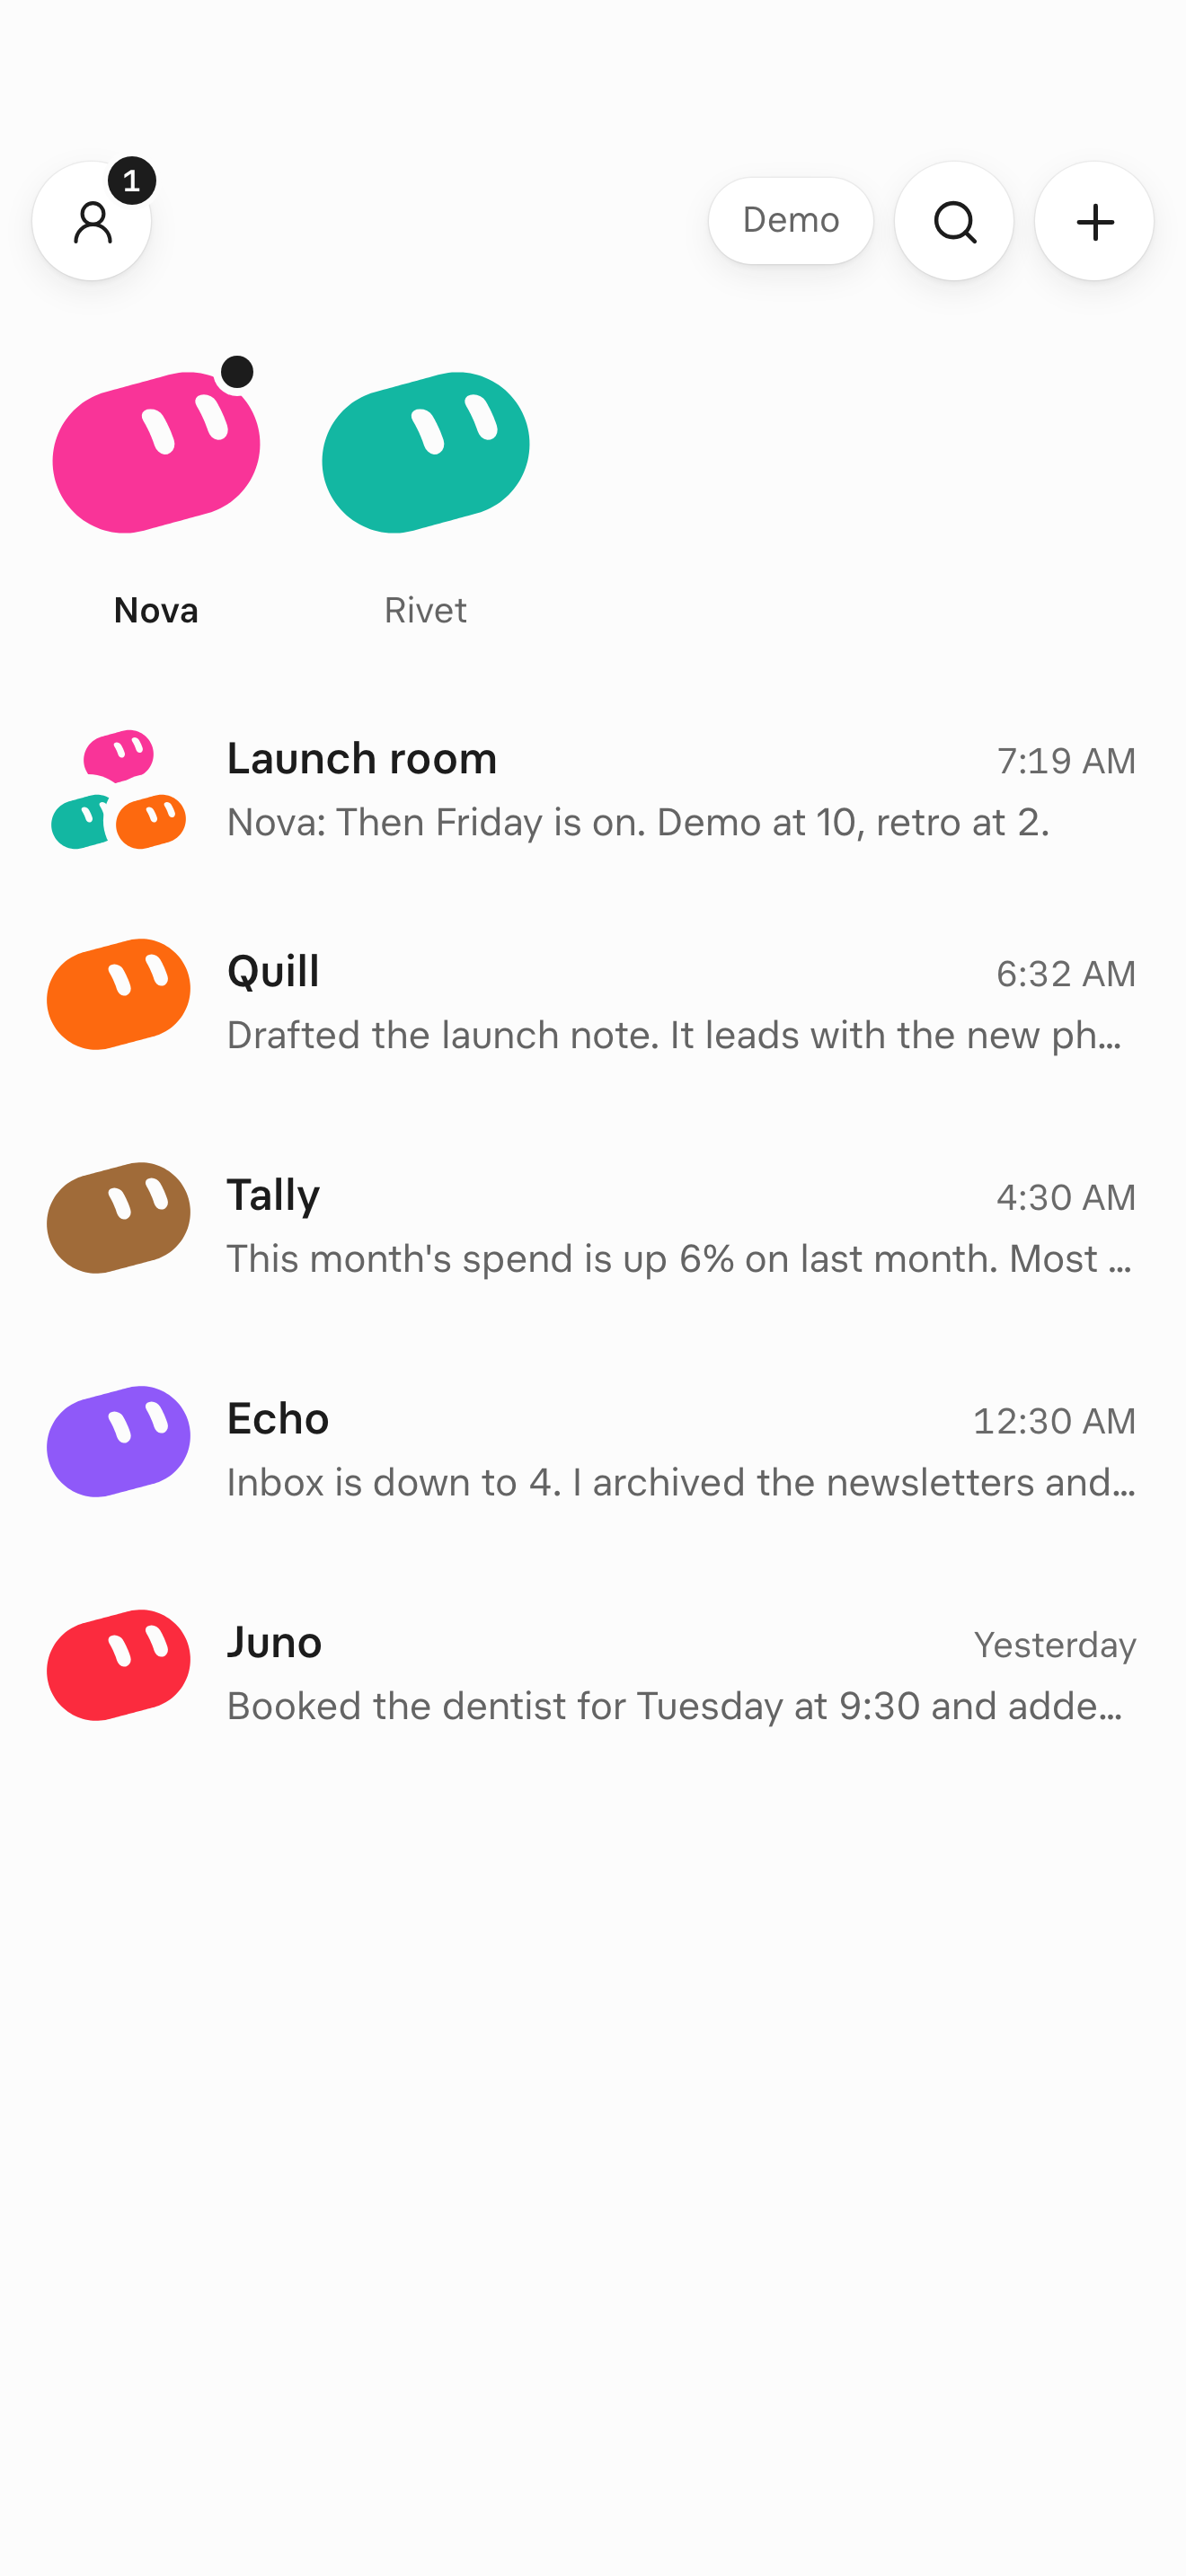 1
Demo
Nova
Rivet
Launch room
7:19 AM
Nova: Then Friday is on. Demo at 10, retro at 2.
Quill
6:32 AM
Drafted the launch note. It leads with the new ph...
Tally
4:30 AM
This month's spend is up 6% on last month. Most ...
Echo
12:30 AM
Inbox is down to 4. I archived the newsletters and...
Juno
Yesterday
Booked the dentist for Tuesday at 9:30 and adde...